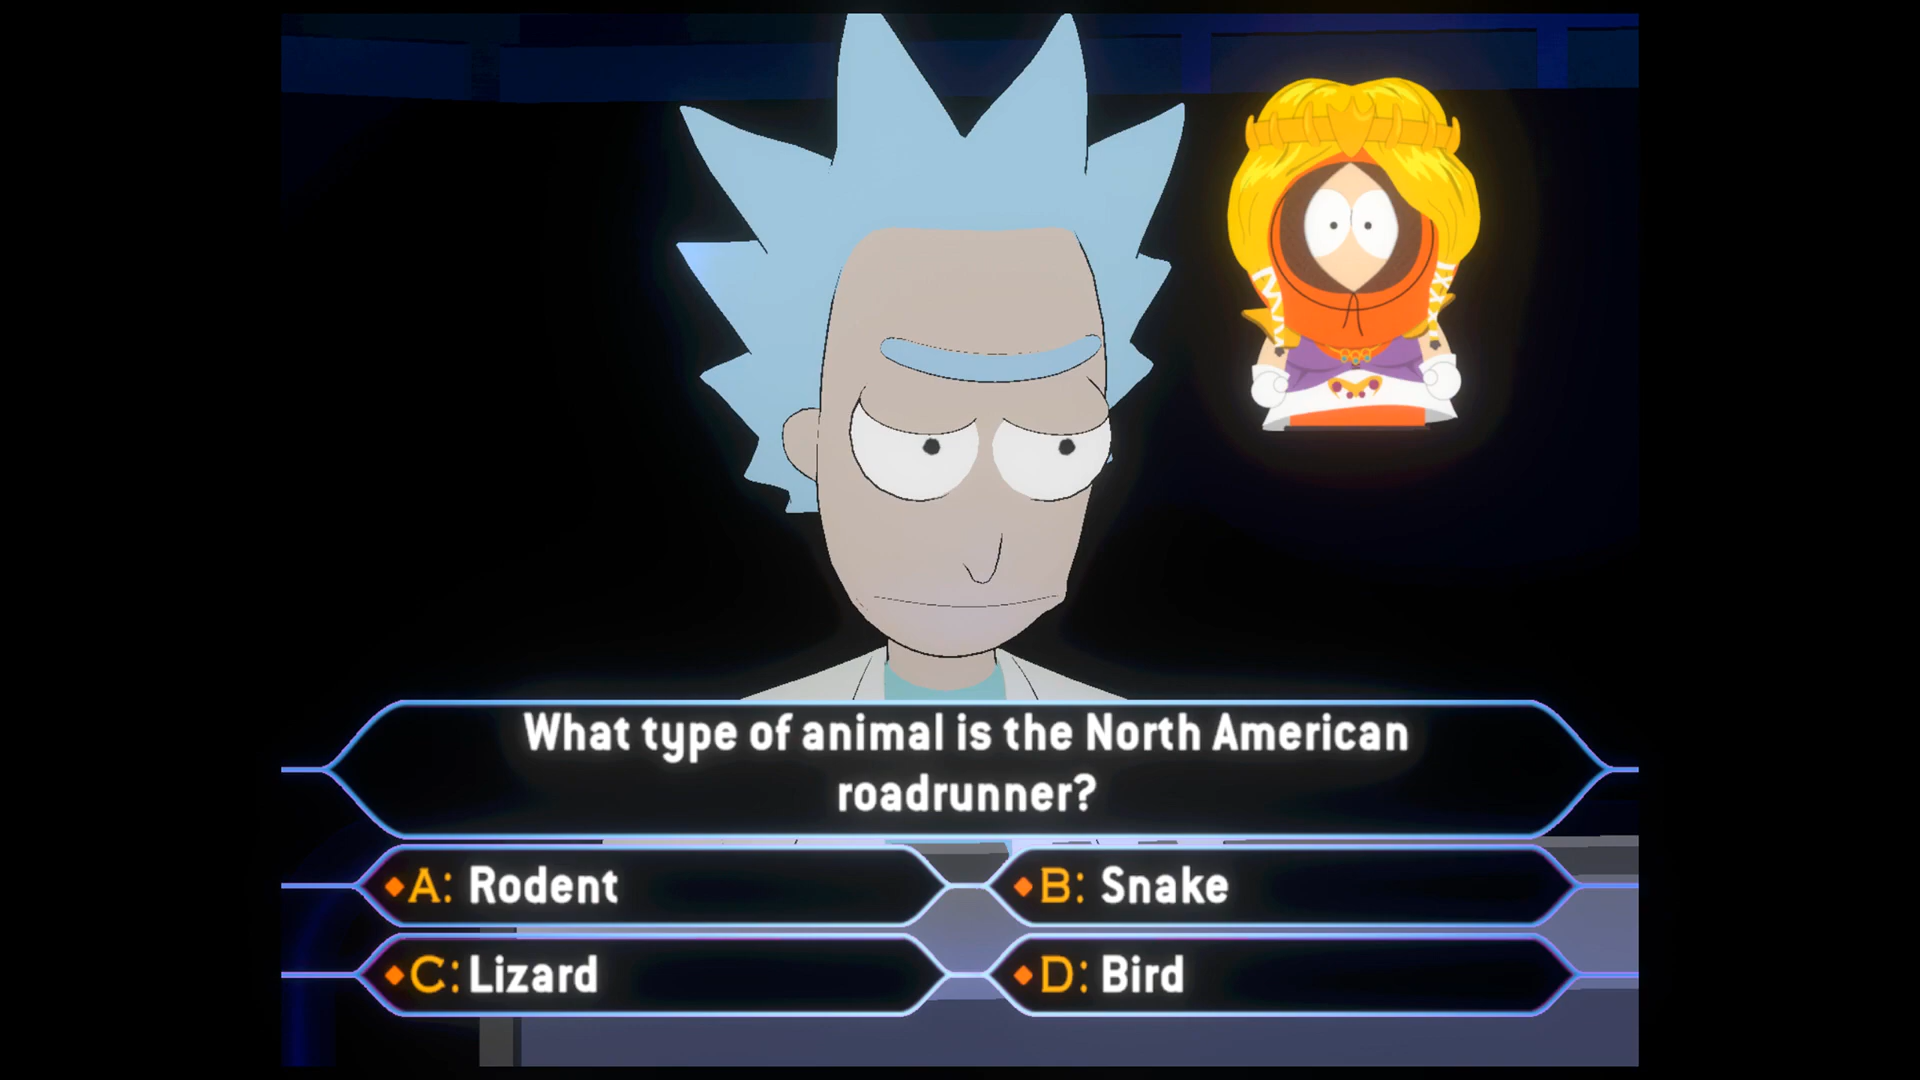 What type of animal is the North American
roadrunner?
A: Rodent
B: Snake
C: Lizard
D: Bird